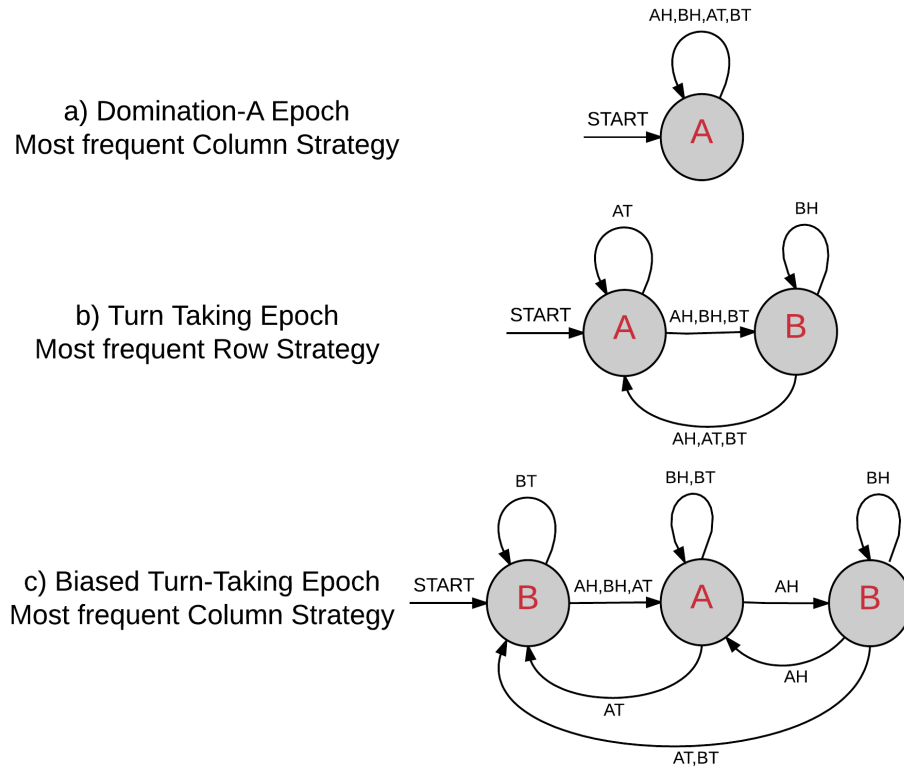 AH,BH,AT,BT
a) Domination-A Epoch
Most frequent Column Strategy
START
A
AT
BH
b) Turn Taking Epoch
Most frequent Row Strategy
START
A
AH,BH,BT
B
AH,AT,BT
BT
BH,BT
BH
c) Biased Turn-Taking Epoch
Most frequent Column Strategy
START
B
AH,BH,AT
A
AH
B
AH
AT
AT,BT